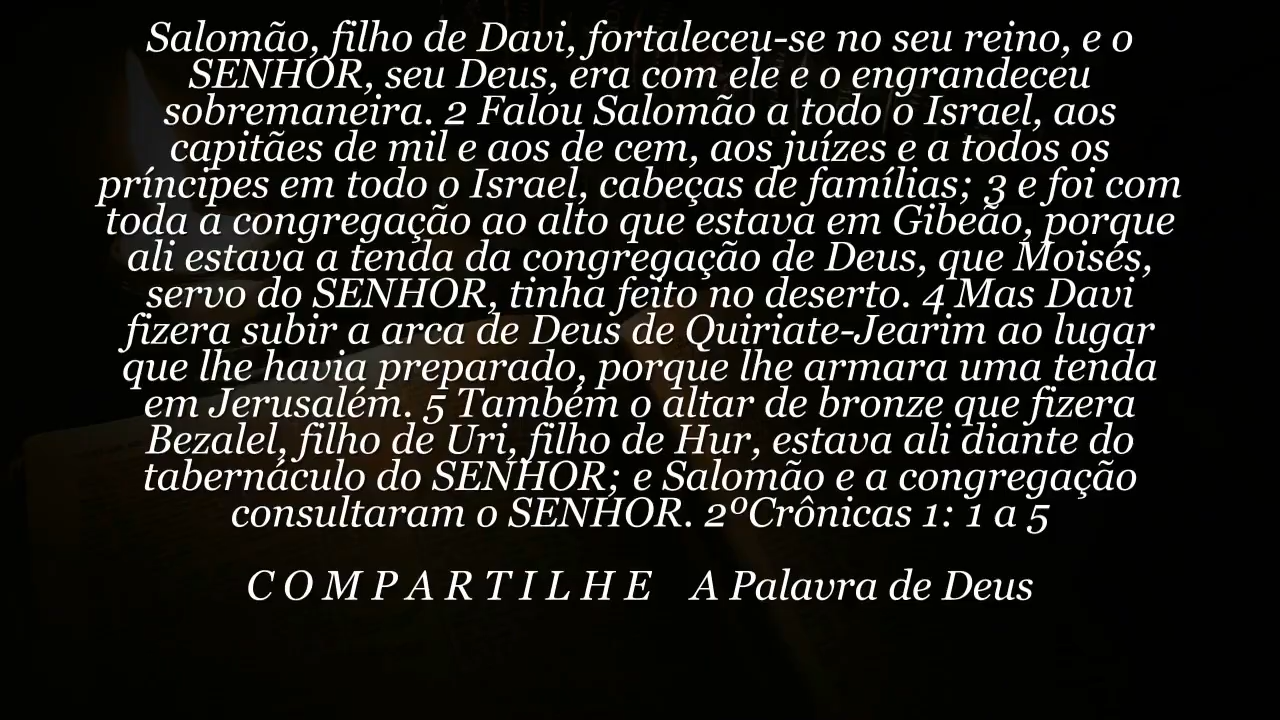 Salomão, filho de Davi, fortaleceu-se no seu reino, e o
SENHOR, seu Deus, era com ele e o engrandeceu
sobremaneira. 2 Falou Salomão a todo o Israel, aos
capitães de mil e aos de cem, aos juízes e a todos os
príncipes em todo o Israel, cabeças de famílias; 3 e foi com
toda a congregação ao alto que estava em Gibeão, porque
ali estava a tenda da congregação de Deus, que Moisés,
servo do SENHOR, tinha feito no deserto. 4 Mas Davi
fizera subir a arca de Deus de Quiriate-Jearim ao lugar
que lhe havia preparado, porque lhe armara uma tenda
em Jerusalém. 5 Também o altar de bronze que fizera
Bezalel, filho de Uri, filho de Hur, estava ali diante do
tabernáculo do SENHOR; e Salomão e a congregação
consultaram o SENHOR. 2ºCrônicas 1: 1 a 5
C O M P A R T I L H E A Palavra de Deus